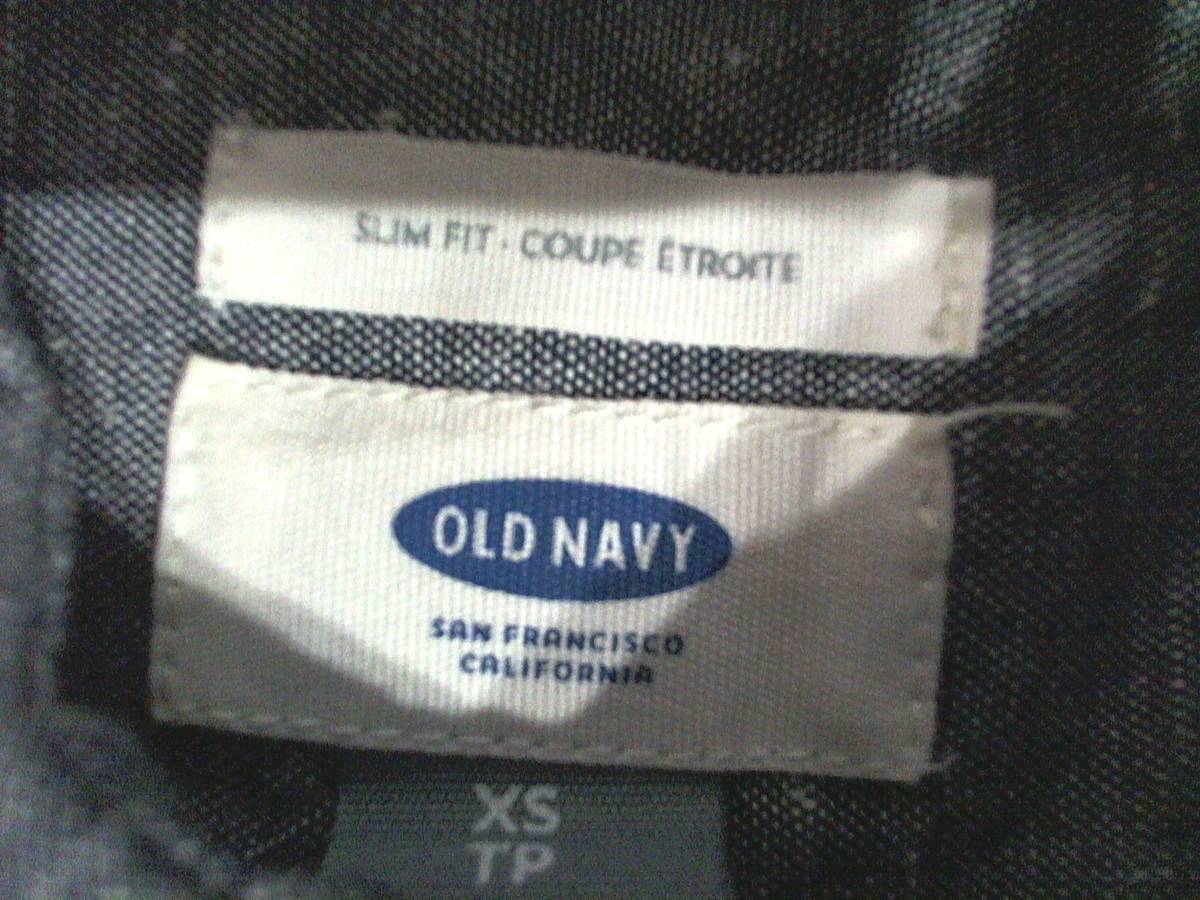 SLIM FIT · COUPE ÉTROITE
OLD NAVY
SAN FRANCISCO
CALIFORNIA
XS
TP